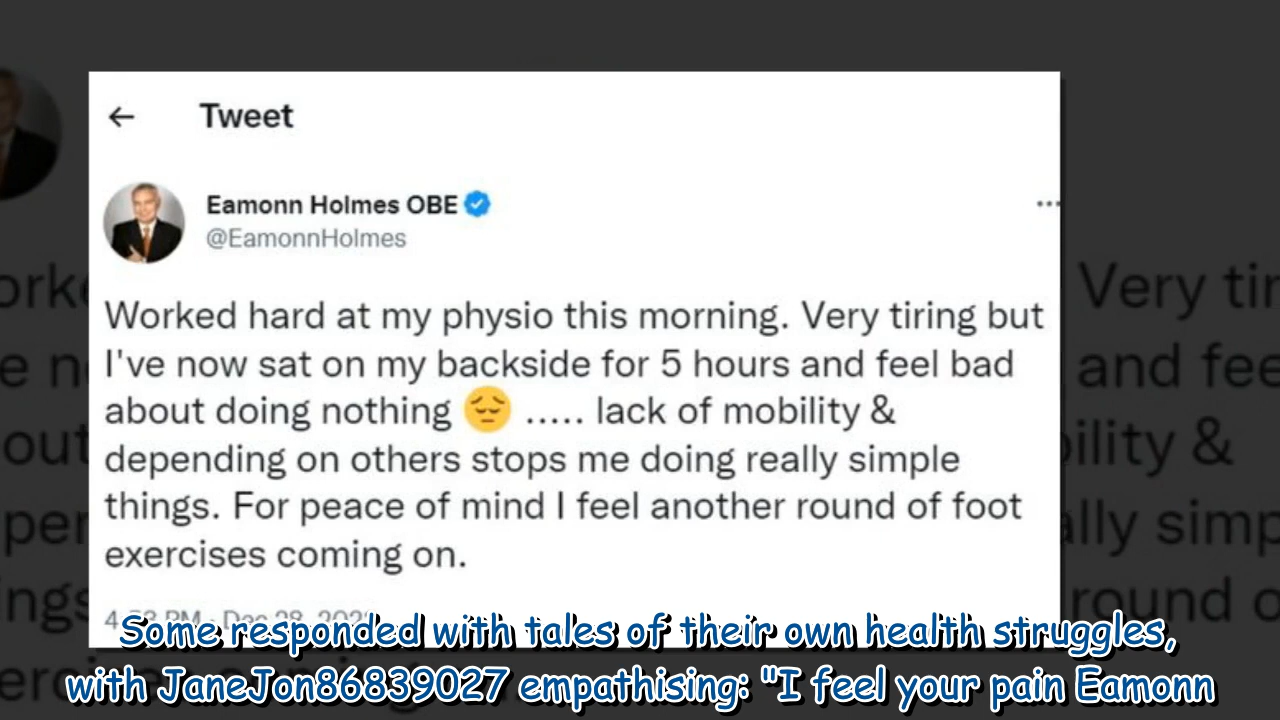 Tweet
Eamonn Holmes OBE
@EamonnHolmes
Worked hard at my physio this morning. Very tiring but
I've now sat on my backside for 5 hours and feel bad
about doing nothing 😔 ..... lack of mobility &
depending on others stops me doing really simple
things. For peace of mind I feel another round of foot
exercises coming on.
Some responded with tales of their own health struggles,
with JaneJon86839027 empathising: "I feel your pain Eamonn